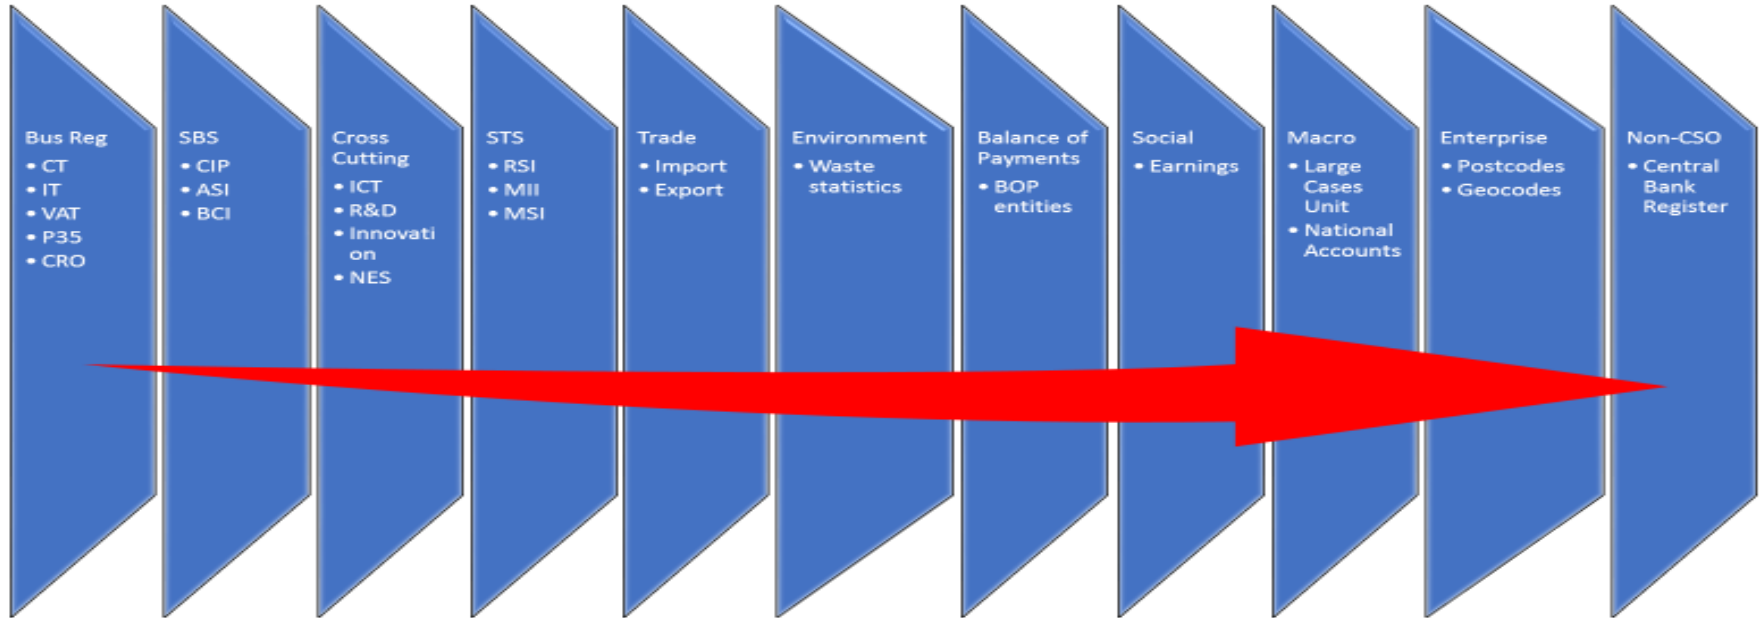 Bus Reg
• CT
• IT
• VAT
• P35
• CRO
SBS
• CIP
• ASI
• BCI
Cross
Cutting
• ICT
• R&D
• Innovati
on
• NES
STS
• RSI
• MII
• MSI
Trade
• Import
• Export
Environment
• Waste
statistics
Balance of
Payments
• BOP
entities
Social
• Earnings
Macro
• Large
Cases
Unit
• National
Accounts
Enterprise
• Postcodes
• Geocodes
Non-CSO
• Central
Bank
Register